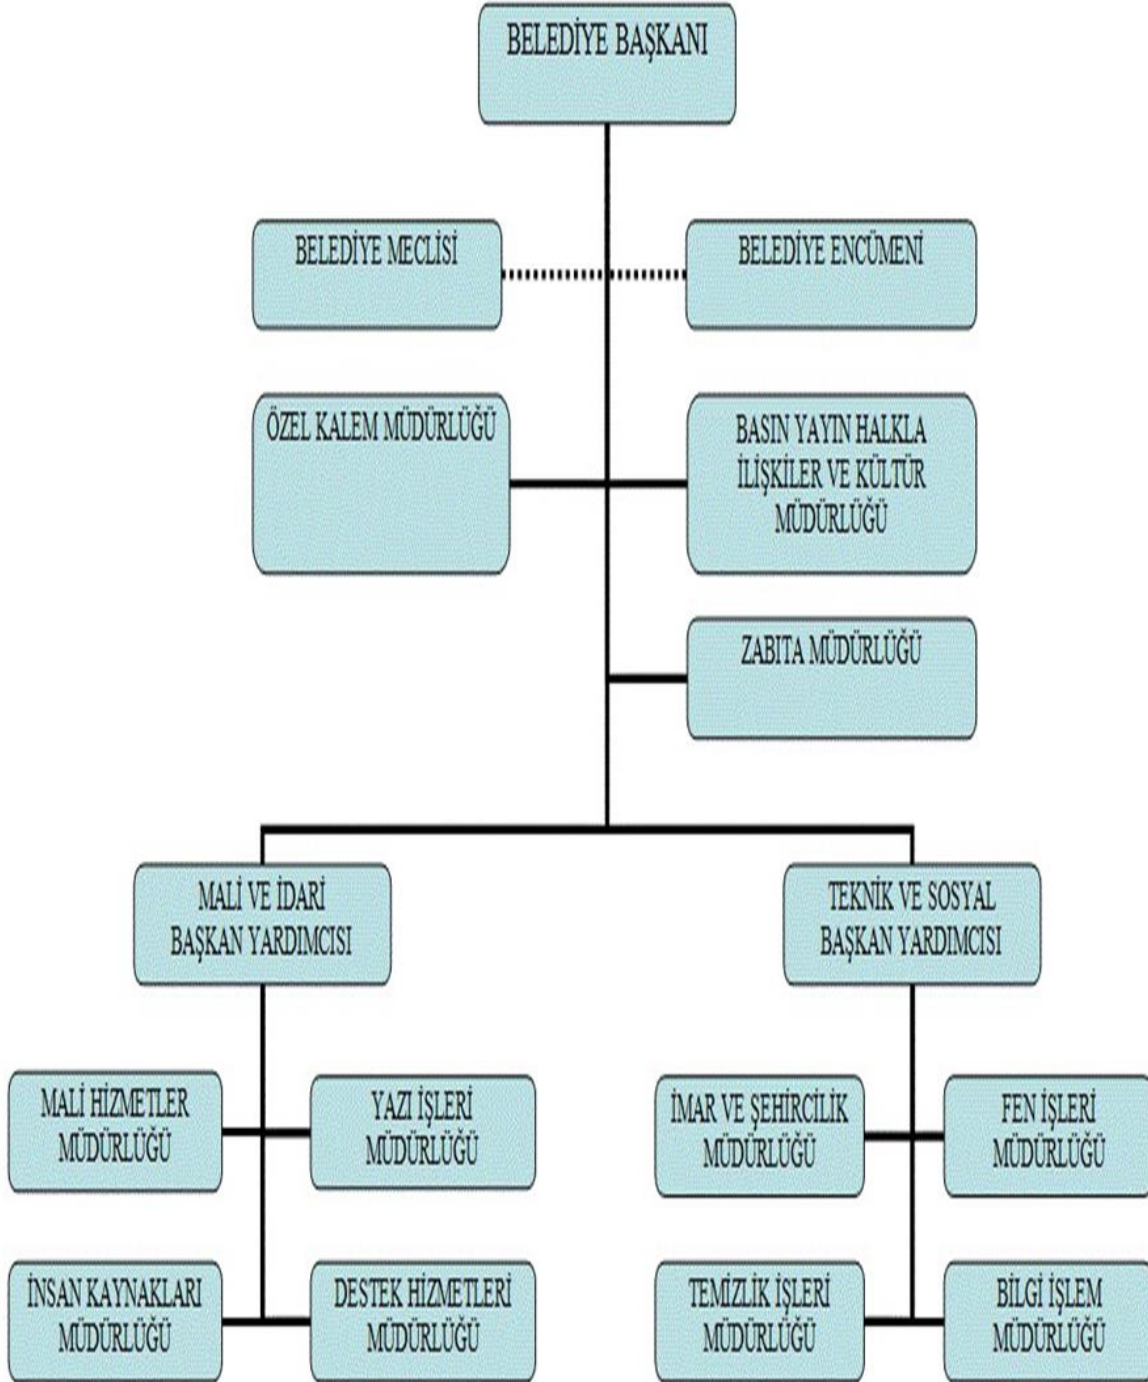 BELEDİYE BAŞKANI
BELEDİYE MECLİSİ
BELEDİYE ENCÜMENİ
ÖZEL KALEM MÜDÜRLÜĞÜ
BASIN YAYIN HALKLA
İLİŞKİLER VE KÜLTÜR
MÜDÜRLÜĞÜ
ZABITA MÜDÜRLÜĞÜ
MALİ VE İDARİ
BAŞKAN YARDIMCISI
TEKNİK VE SOSYAL
BAŞKAN YARDIMCISI
MALİ HİZMETLER
MÜDÜRLÜĞÜ
YAZI İŞLERİ
MÜDÜRLÜĞÜ
İMAR VE ŞEHİRCİLİK
MÜDÜRLÜĞÜ
FEN İŞLERİ
MÜDÜRLÜĞÜ
İNSAN KAYNAKLARI
MÜDÜRLÜĞÜ
DESTEK HİZMETLERİ
MÜDÜRLÜĞÜ
TEMİZLİK İŞLERİ
MÜDÜRLÜĞÜ
BİLGİ İŞLEM
MÜDÜRLÜĞÜ